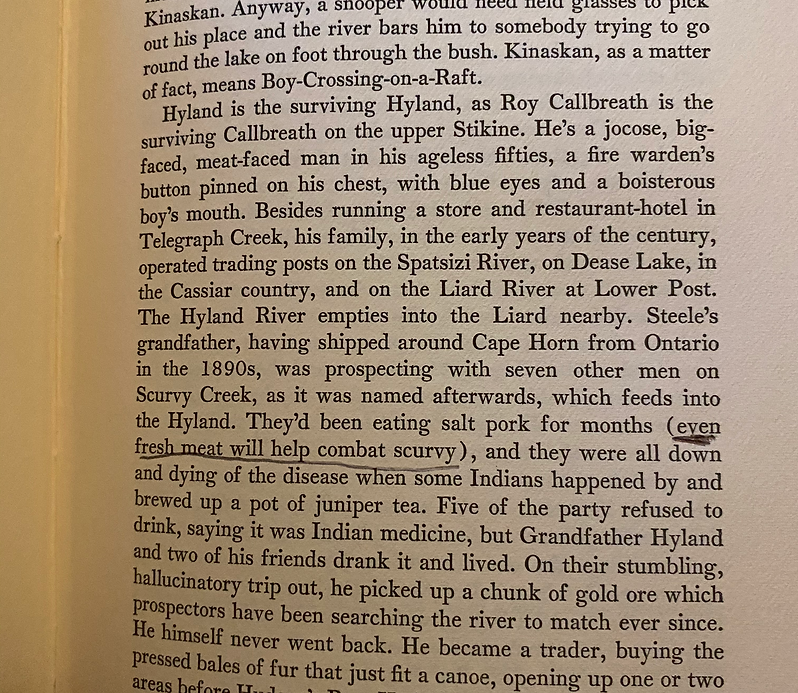 Kinaskan. Anyway, a snooper would need field glasses to pick
out his place and the river bars him to somebody trying to go
round the lake on foot through the bush. Kinaskan, as a matter
of fact, means Boy-Crossing-on-a-Raft.
Hyland is the surviving Hyland, as Roy Callbreath is the
surviving Callbreath on the upper Stikine. He's a jocose, big-
faced, meat-faced man in his ageless fifties, a fire warden's
button pinned on his chest, with blue eyes and a boisterous
boy's mouth. Besides running a store and restaurant-hotel in
Telegraph Creek, his family, in the early years of the century,
operated trading posts on the Spatsizi River, on Dease Lake, in
the Cassiar country, and on the Liard River at Lower Post.
The Hyland River empties into the Liard nearby. Steele's
grandfather, having shipped around Cape Horn from Ontario
in the 1890s, was prospecting with seven other men on
Scurvy Creek, as it was named afterwards, which feeds into
the Hyland. They'd been eating salt pork for months (even
fresh meat will help combat scurvy), and they were all down
and dying of the disease when some Indians happened by and
brewed up a pot of juniper tea. Five of the party refused to
drink, saying it was Indian medicine, but Grandfather Hyland
and two of his friends drank it and lived. On their stumbling,
hallucinatory trip out, he picked up a chunk of gold ore which
prospectors have been searching the river to match ever since.
He himself never went back. He became a trader, buying the
pressed bales of fur that just fit a canoe, opening up one or two
areas before